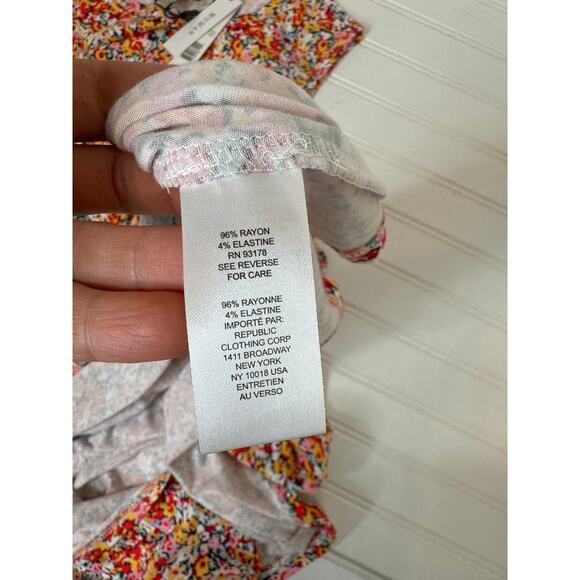 96% RAYON
4% ELASTINE
RN 93178
SEE REVERSE
FOR CARE
96% RAYONNE
4% ELASTINE
IMPORTÉ PAR:
REPUBLIC
CLOTHING CORP
1411 BROADWAY
NEW YORK
NY 10018 USA
ENTRETIEN
AU VERSO